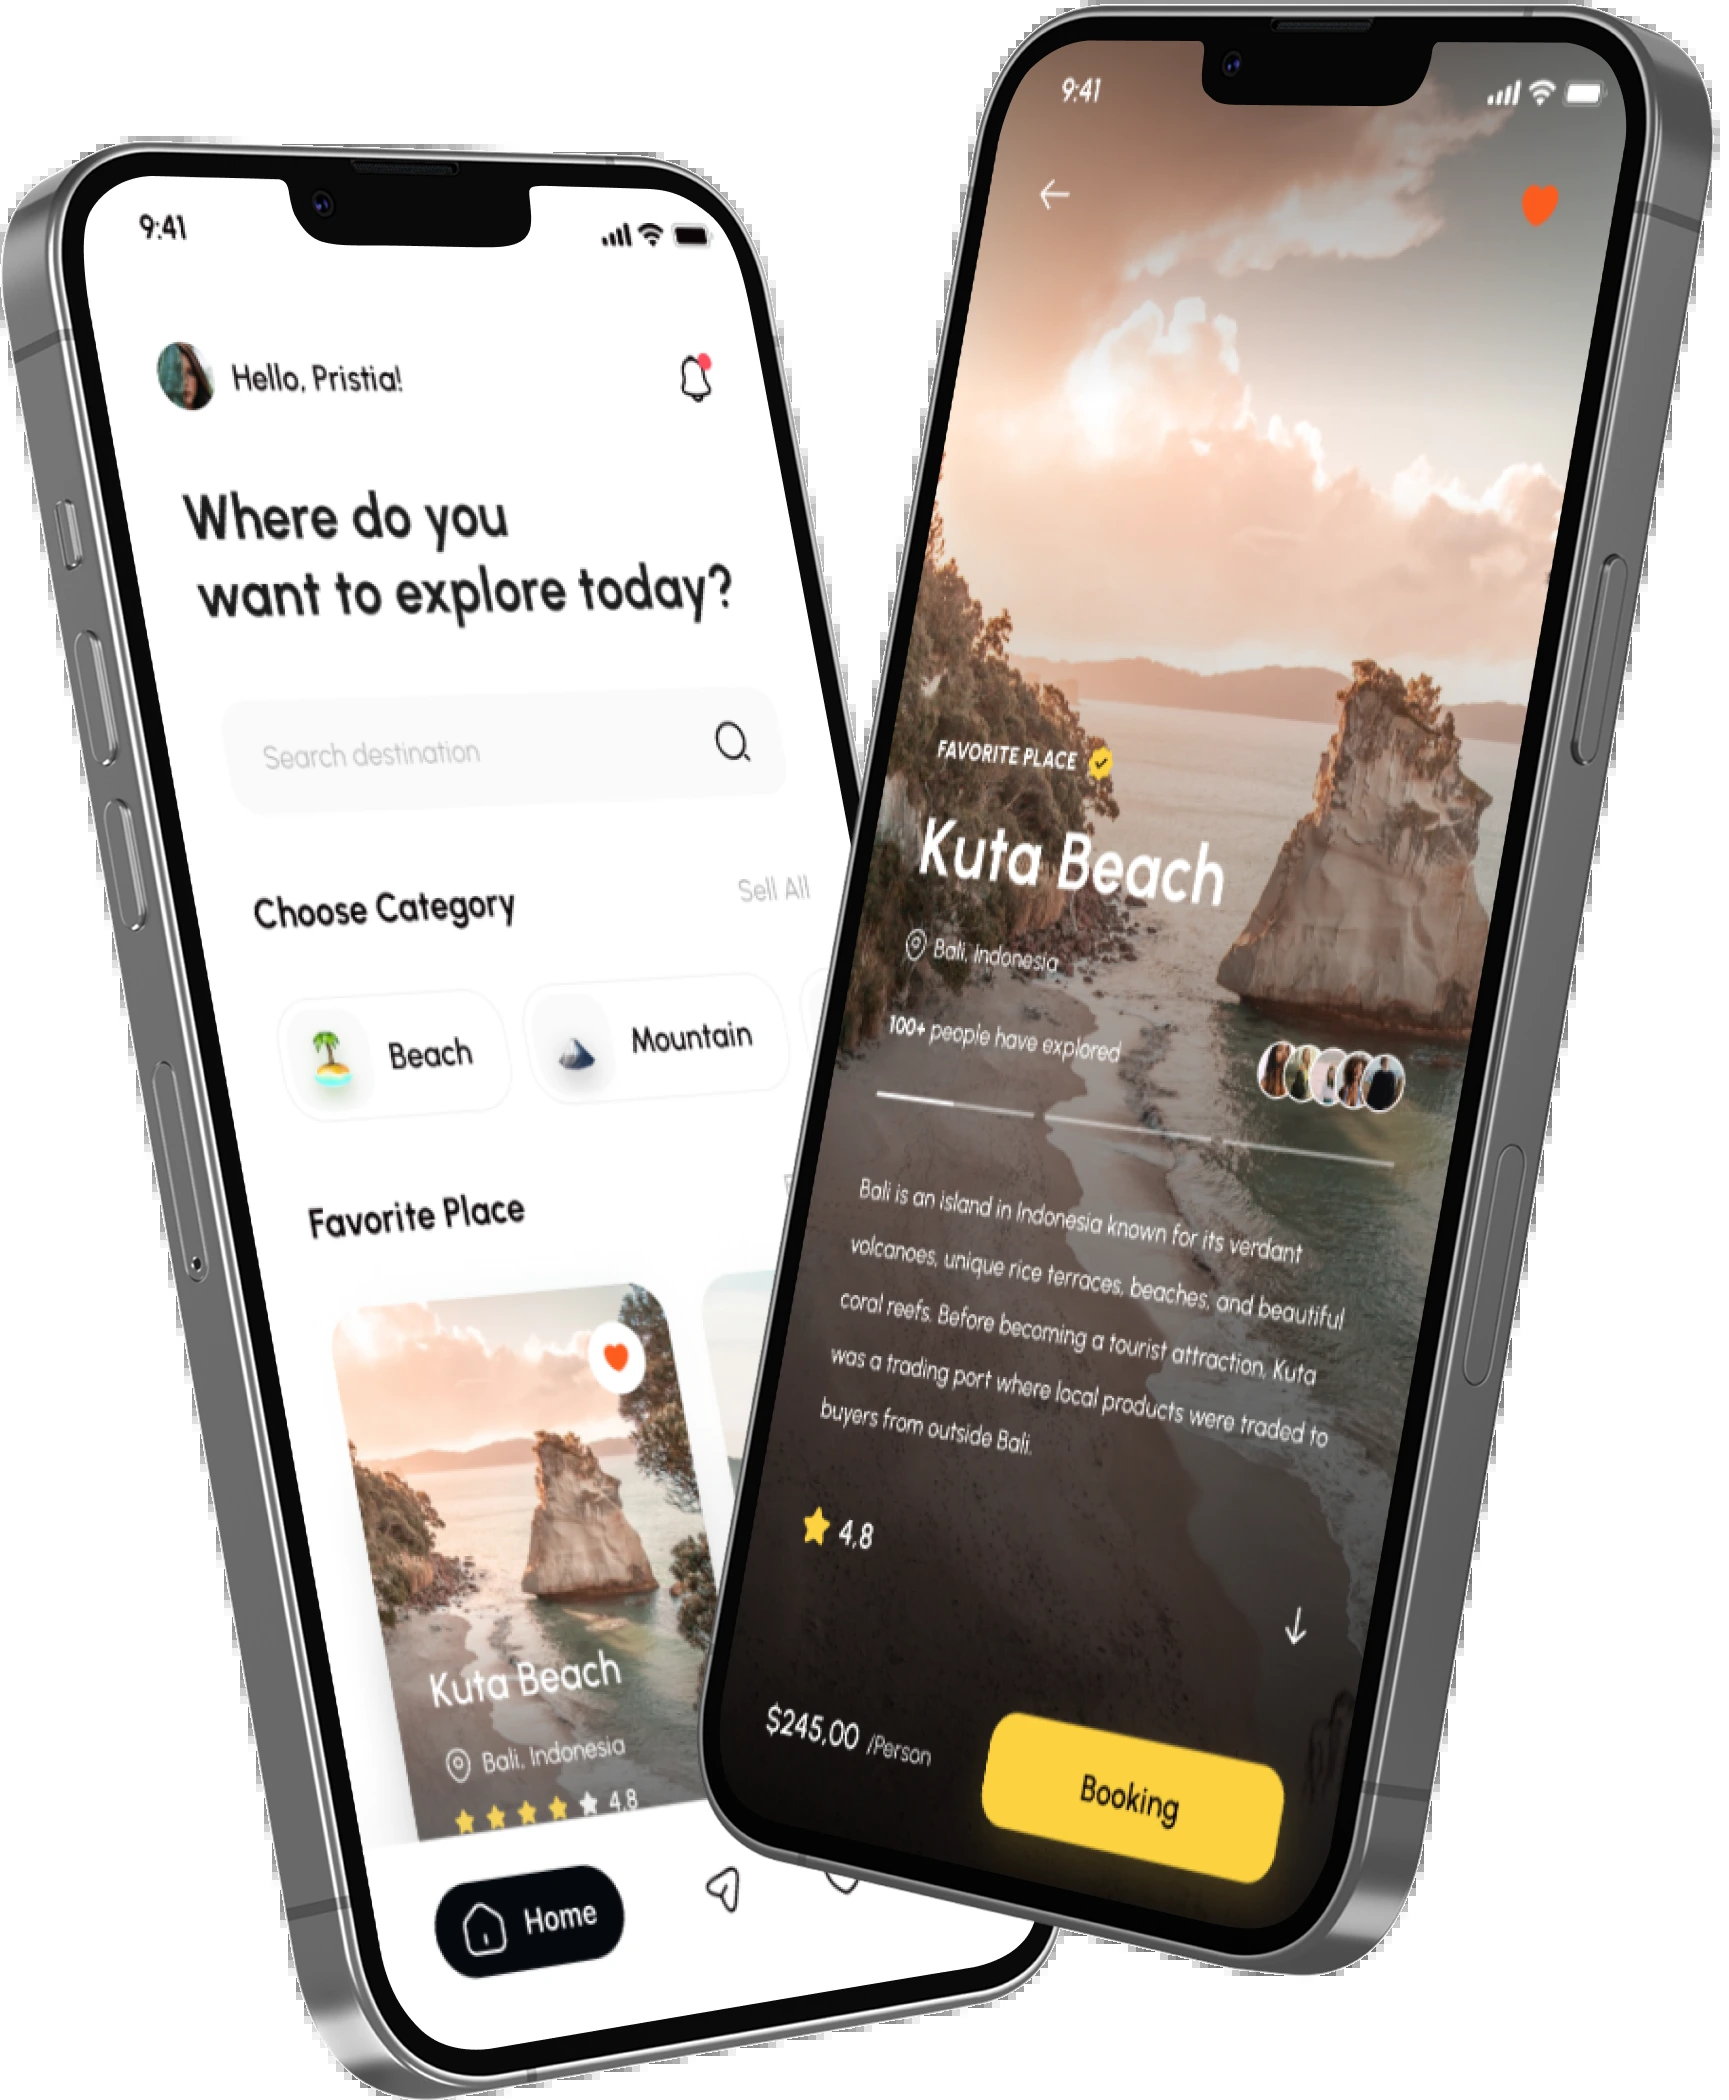 9:41
Hello, Pristia!
Where do you
want to explore today?
Search destination
Choose Category
Sell All
Beach
Mountain
Favorite Place
Kuta Beach
Bali, Indonesia
4,8
Home
9:41
FAVORITE PLACE
Kuta Beach
Bali, Indonesia
100+ people have explored
Bali is an island in Indonesia known for its verdant
volcanoes, unique rice terraces, beaches, and beautiful
coral reefs. Before becoming a tourist attraction, Kuta
was a trading port where local products were traded to
buyers from outside Bali.
4,8
$245,00 /Person
Booking